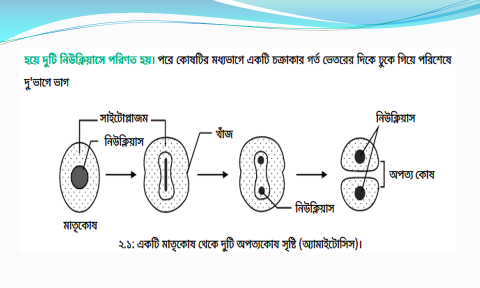 হয়ে দুটি নিউক্লিয়াসে পরিণত হয়। পরে কোষটির মধ্যভাগে একটি চক্রাকার গর্ত ভেতরের দিকে ঢুকে গিয়ে পরিশেষে
দু'ভাগে ভাগ
সাইটোপ্লাজম
নিউক্লিয়াস
খাঁজ
নিউক্লিয়াস
অপত্য কোষ
নিউক্লিয়াস
মাতৃকোষ
২.১: একটি মাতৃকোষ থেকে দুটি অপত্যকোষ সৃষ্টি (অ্যামাইটোসিস)।